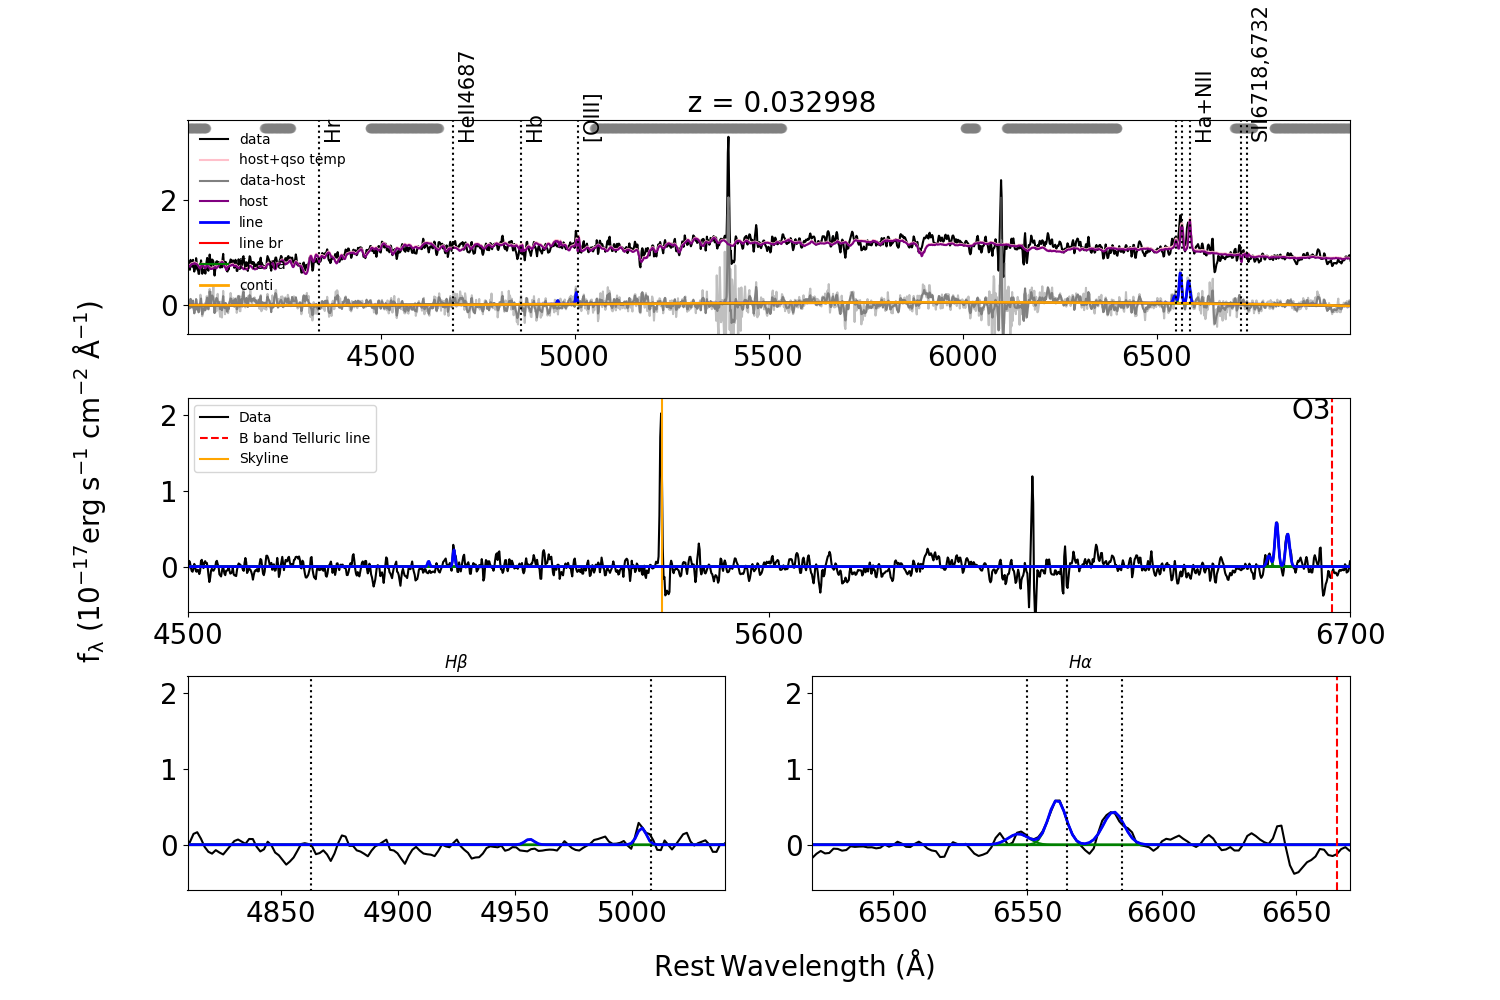 z = 0.032998
Hr
HeII4687
Hb
[OIII]
Ha+NII
SII6718,6732
data
host+qso temp
data-host
host
line
line br
conti
2
0
4500 5000 5500 6000 6500
fλ (10−17erg s−1 cm−2 Å−1)
O3
Data
B band Telluric line
Skyline
2
1
0
4500 5600 6700
Hβ
2
1
0
4850 4900 4950 5000
Hα
2
1
0
6500 6550 6600 6650
Rest Wavelength (Å)